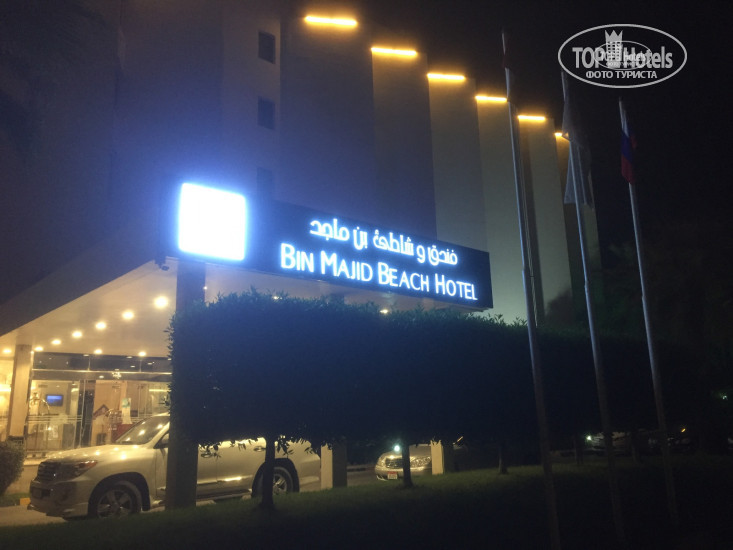 TOP Hotels
ФОТО ТУРИСТА
فندق و شاطئ بن ماجد
BIN MAJID BEACH HOTEL